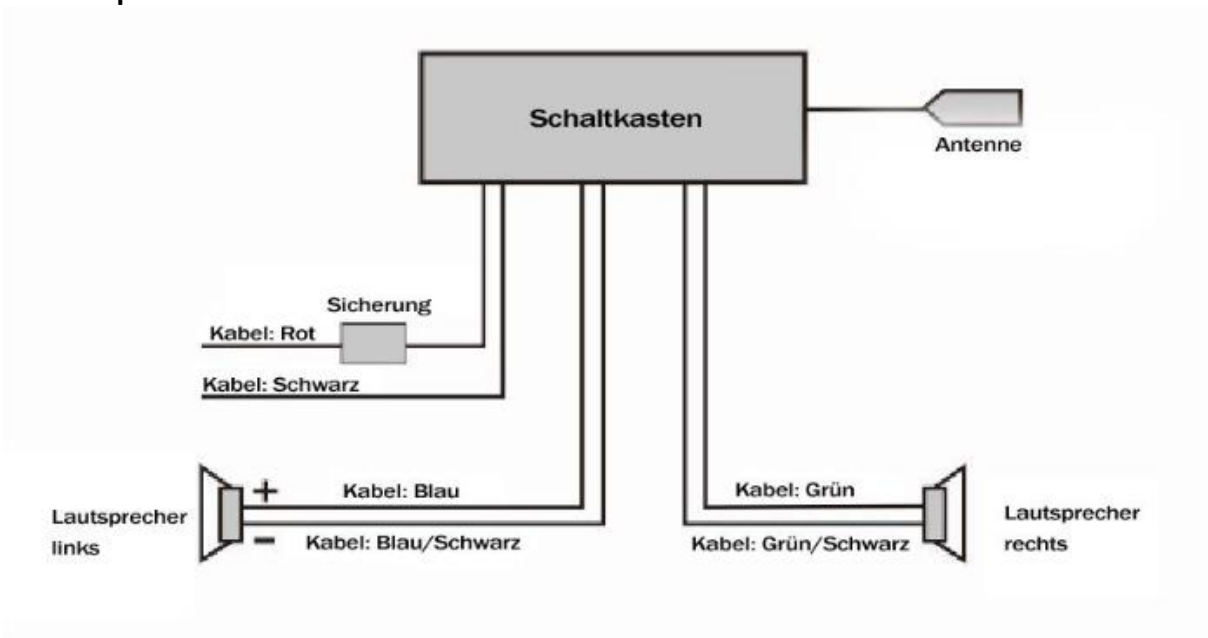 Schaltkasten
Antenne
Sicherung
Kabel: Rot
Kabel: Schwarz
+
Kabel: Blau
Kabel: Grün
Lautsprecher
links
Lautsprecher
rechts
–
Kabel: Blau/Schwarz
Kabel: Grün/Schwarz